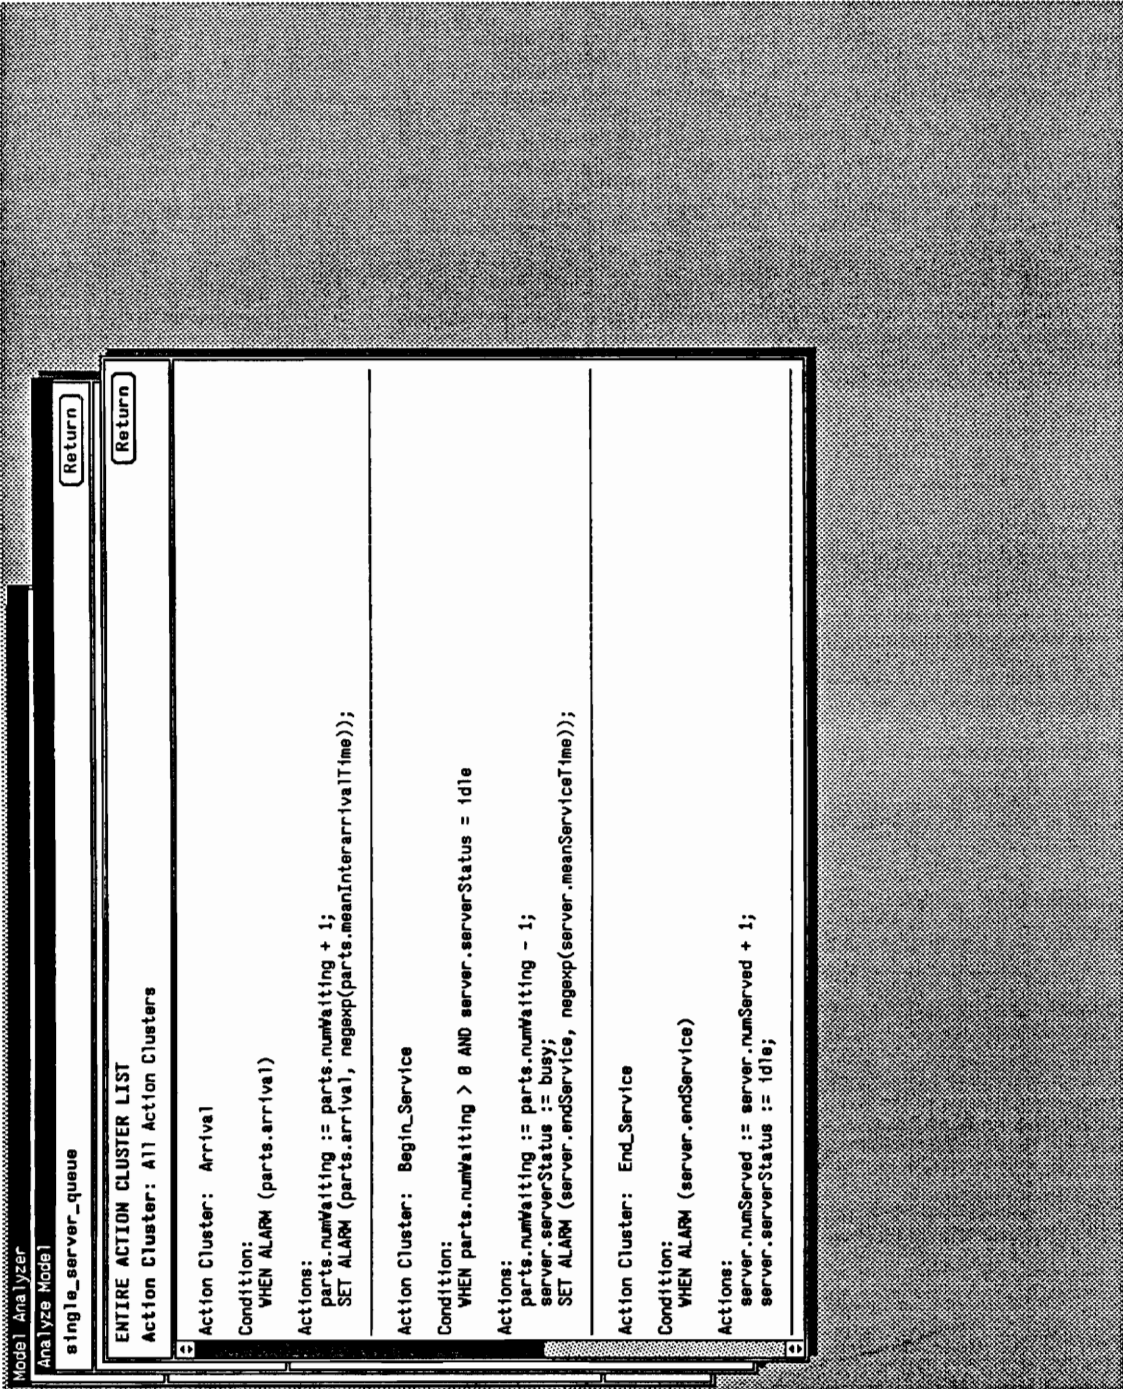 Model Analyzer
Analyze Model
single_server_queue
Return
ENTIRE ACTION CLUSTER LIST
Return
Action Cluster: All Action Clusters
Action Cluster: Arrival
Condition:
WHEN ALARM (parts.arrival)
Actions:
parts.numWaiting := parts.numWaiting + 1;
SET ALARM (parts.arrival, negexp(parts.meanInterarrivalTime));
Action Cluster: Begin_Service
Condition:
WHEN parts.numWaiting > 0 AND server.serverStatus = idle
Actions:
parts.numWaiting := parts.numWaiting - 1;
server.serverStatus := busy;
SET ALARM (server.endService, negexp(server.meanServiceTime));
Action Cluster: End_Service
Condition:
WHEN ALARM (server.endService)
Actions:
server.numServed := server.numServed + 1;
server.serverStatus := idle;